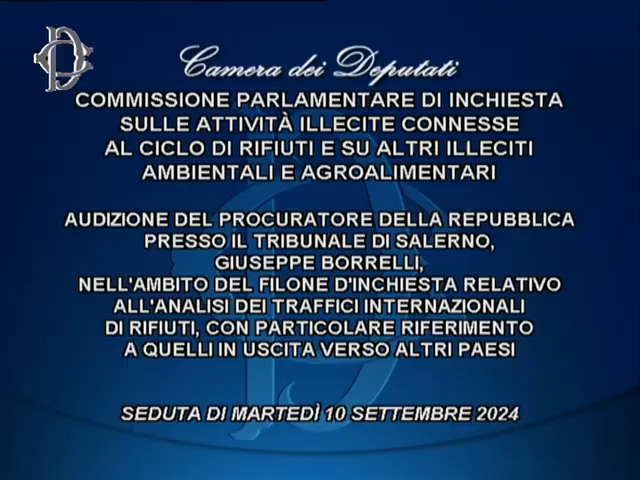 Camera dei Deputati
COMMISSIONE PARLAMENTARE DI INCHIESTA
SULLE ATTIVITÀ ILLECITE CONNESSE
AL CICLO DI RIFIUTI E SU ALTRI ILLECITI
AMBIENTALI E AGROALIMENTARI
AUDIZIONE DEL PROCURATORE DELLA REPUBBLICA
PRESSO IL TRIBUNALE DI SALERNO,
GIUSEPPE BORRELLI,
NELL'AMBITO DEL FILONE D'INCHIESTA RELATIVO
ALL'ANALISI DEI TRAFFICI INTERNAZIONALI
DI RIFIUTI, CON PARTICOLARE RIFERIMENTO
A QUELLI IN USCITA VERSO ALTRI PAESI
SEDUTA DI MARTEDÌ 10 SETTEMBRE 2024